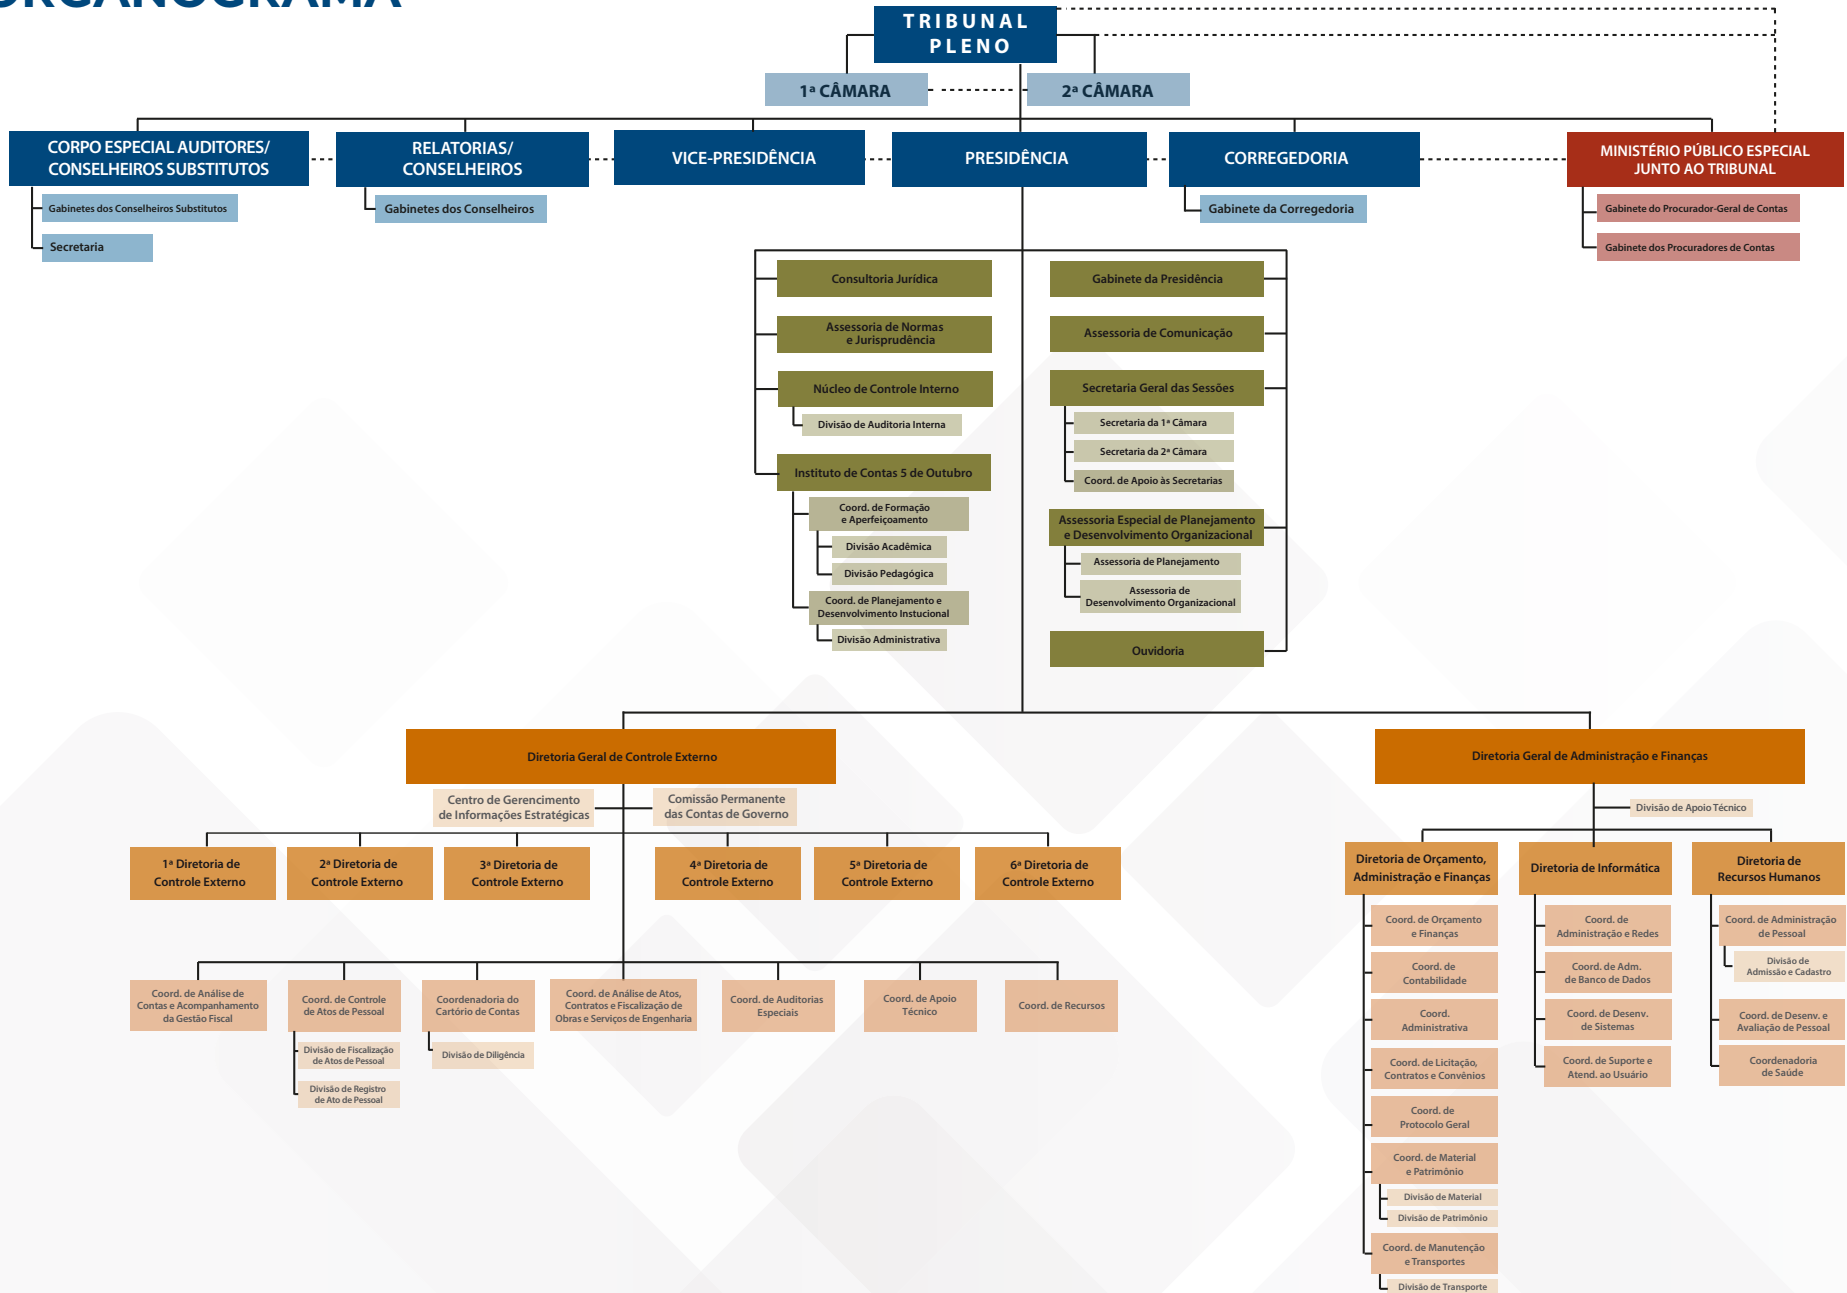 ORGANOGRAMA
TRIBUNAL
PLENO
1ª CÂMARA
2ª CÂMARA
CORPO ESPECIAL AUDITORES/
CONSELHEIROS SUBSTITUTOS
RELATORIAS/
CONSELHEIROS
VICE-PRESIDÊNCIA
PRESIDÊNCIA
CORREGEDORIA
MINISTÉRIO PÚBLICO ESPECIAL
JUNTO AO TRIBUNAL
Gabinetes dos Conselheiros Substitutos
Secretaria
Gabinetes dos Conselheiros
Gabinete da Corregedoria
Gabinete do Procurador-Geral de Contas
Gabinete dos Procuradores de Contas
Consultoria Jurídica
Assessoria de Normas
e Jurisprudência
Núcleo de Controle Interno
Divisão de Auditoria Interna
Instituto de Contas 5 de Outubro
Coord. de Formação
e Aperfeiçoamento
Divisão Acadêmica
Divisão Pedagógica
Coord. de Planejamento e
Desenvolvimento Instucional
Divisão Administrativa
Gabinete da Presidência
Assessoria de Comunicação
Secretaria Geral das Sessões
Secretaria da 1ª Câmara
Secretaria da 2ª Câmara
Coord. de Apoio às Secretarias
Assessoria Especial de Planejamento
e Desenvolvimento Organizacional
Assessoria de Planejamento
Assessoria de
Desenvolvimento Organizacional
Ouvidoria
Diretoria Geral de Controle Externo
Centro de Gerencimento
de Informações Estratégicas
Comissão Permanente
das Contas de Governo
1ª Diretoria de
Controle Externo
2ª Diretoria de
Controle Externo
3ª Diretoria de
Controle Externo
4ª Diretoria de
Controle Externo
5ª Diretoria de
Controle Externo
6ª Diretoria de
Controle Externo
Coord. de Análise de
Contas e Acompanhamento
da Gestão Fiscal
Coord. de Controle
de Atos de Pessoal
Divisão de Fiscalização
de Atos de Pessoal
Divisão de Registro
de Ato de Pessoal
Coordenadoria do
Cartório de Contas
Divisão de Diligência
Coord. de Análise de Atos,
Contratos e Fiscalização de
Obras e Serviços de Engenharia
Coord. de Auditorias
Especiais
Coord. de Apoio
Técnico
Coord. de Recursos
Diretoria Geral de Administração e Finanças
Divisão de Apoio Técnico
Diretoria de Orçamento,
Administração e Finanças
Coord. de Orçamento
e Finanças
Coord. de
Contabilidade
Coord.
Administrativa
Coord. de Licitação,
Contratos e Convênios
Coord. de
Protocolo Geral
Coord. de Material
e Patrimônio
Divisão de Material
Divisão de Patrimônio
Coord. de Manutenção
e Transportes
Divisão de Transporte
Diretoria de Informática
Coord. de
Administração e Redes
Coord. de Adm.
de Banco de Dados
Coord. de Desenv.
de Sistemas
Coord. de Suporte e
Atend. ao Usuário
Diretoria de
Recursos Humanos
Coord. de Administração
de Pessoal
Divisão de
Admissão e Cadastro
Coord. de Desenv. e
Avaliação de Pessoal
Coordenadoria
de Saúde